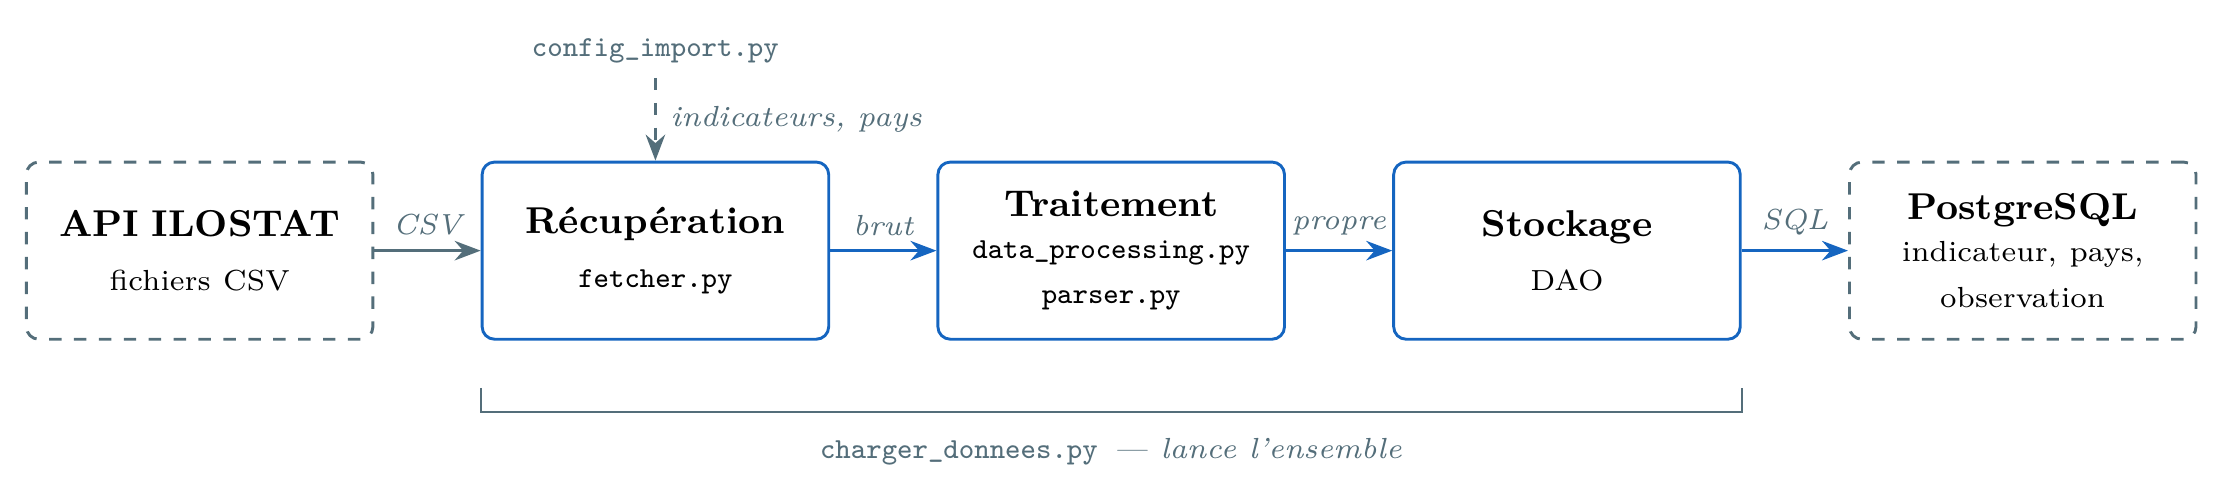 config_import.py
indicateurs, pays
API ILOSTAT
fichiers CSV
CSV
Récupération
fetcher.py
brut
Traitement
data_processing.py
parser.py
propre
Stockage
DAO
SQL
PostgreSQL
indicateur, pays,
observation
charger_donnees.py — lance l'ensemble